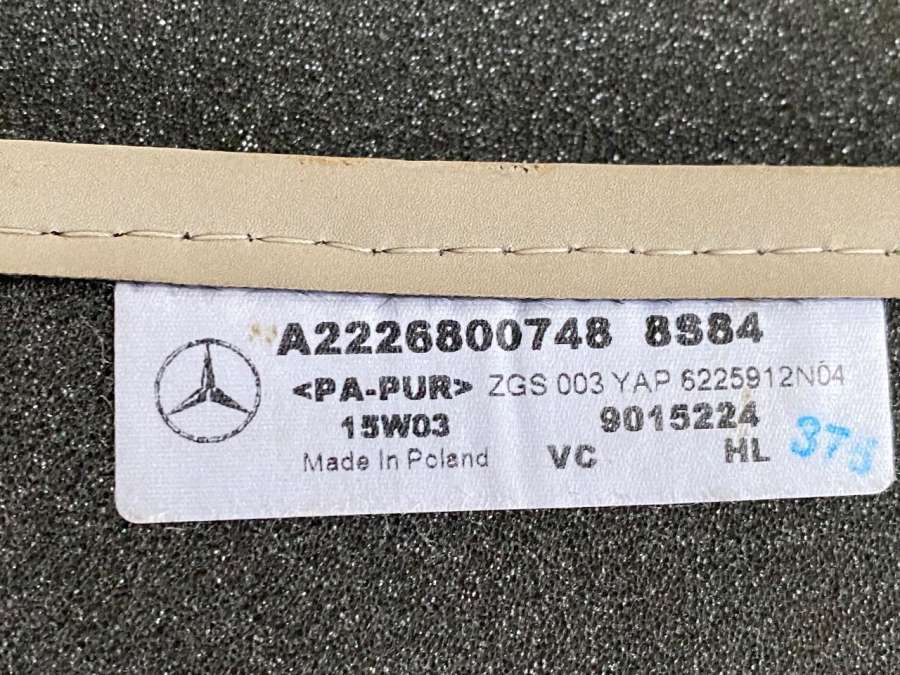 A2226800748 8S84
<PA-PUR> ZGS 003 YAP 6225912N04
15W03 9015224
Made In Poland VC HL 375